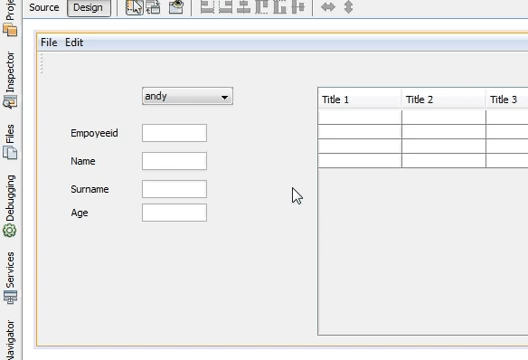 Source Design
File Edit
andy
Title 1 Title 2 Title 3
Empoyeeid
Name
Surname
Age
Inspector
Files
Debugging
Services
Navigator